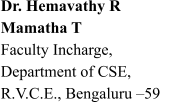 Dr. Hemavathy R
Mamatha T
Faculty Incharge,
Department of CSE,
R.V.C.E., Bengaluru –59